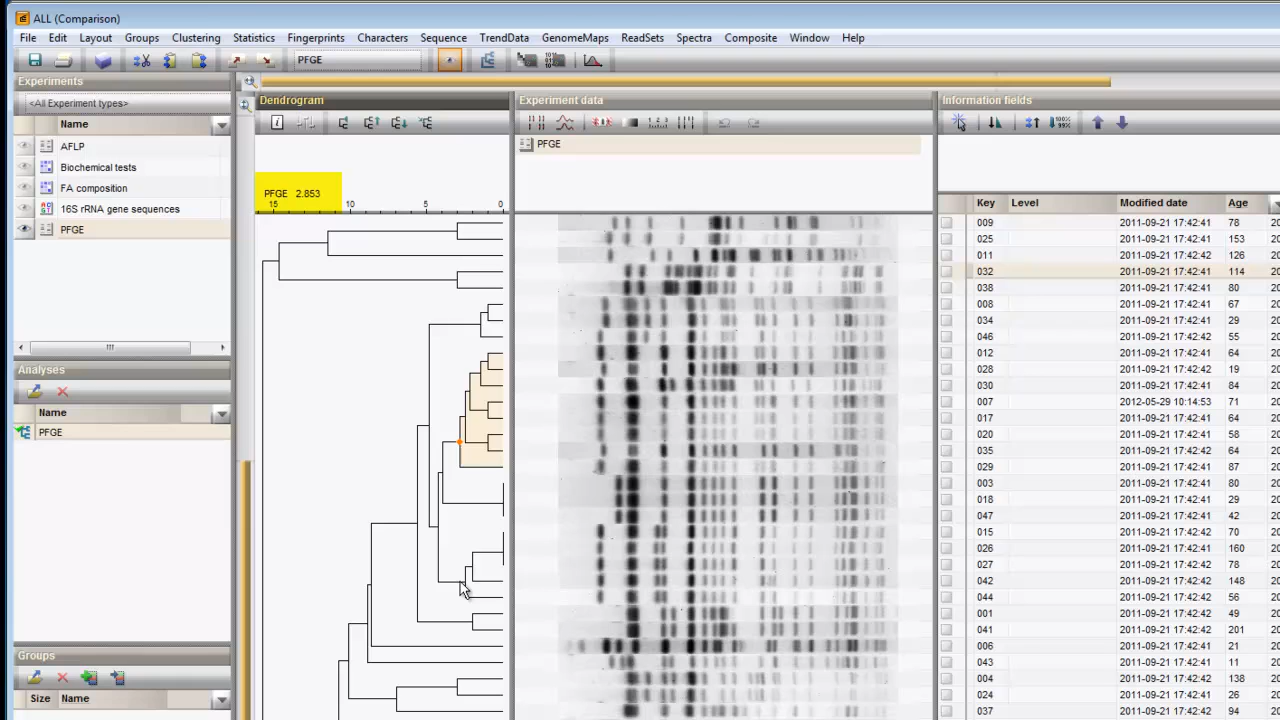 ALL (Comparison)
File Edit Layout Groups Clustering Statistics Fingerprints Characters Sequence TrendData GenomeMaps ReadSets Spectra Composite Window Help
PFGE
Experiments
<All Experiment types>
Name
AFLP
Biochemical tests
FA composition
16S rRNA gene sequences
PFGE
Analyses
Name
PFGE
Groups
Size Name
Dendrogram
PFGE 2.853
15 10 5 0
Experiment data
PFGE
Information fields
Key Level Modified date Age
009 2011-09-21 17:42:41 78
025 2011-09-21 17:42:41 153
011 2011-09-21 17:42:42 126
032 2011-09-21 17:42:41 114
038 2011-09-21 17:42:41 80
008 2011-09-21 17:42:41 67
034 2011-09-21 17:42:41 29
046 2011-09-21 17:42:42 55
012 2011-09-21 17:42:41 64
028 2011-09-21 17:42:42 19
030 2011-09-21 17:42:41 84
007 2012-05-29 10:14:53 71
017 2011-09-21 17:42:41 64
020 2011-09-21 17:42:41 58
035 2011-09-21 17:42:42 64
029 2011-09-21 17:42:41 87
003 2011-09-21 17:42:41 80
018 2011-09-21 17:42:41 29
047 2011-09-21 17:42:41 42
015 2011-09-21 17:42:42 70
026 2011-09-21 17:42:41 160
027 2011-09-21 17:42:41 78
042 2011-09-21 17:42:41 148
044 2011-09-21 17:42:42 56
001 2011-09-21 17:42:42 49
041 2011-09-21 17:42:42 201
006 2011-09-21 17:42:42 21
043 2011-09-21 17:42:42 11
004 2011-09-21 17:42:42 138
024 2011-09-21 17:42:42 26
037 2011-09-21 17:42:42 94